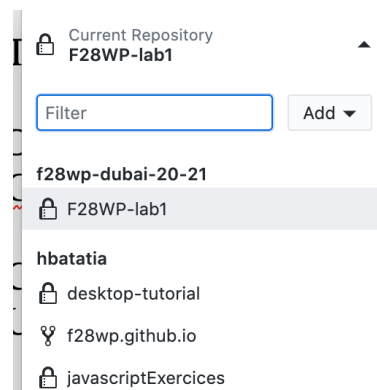 Current Repository
F28WP-lab1
Filter
Add
f28wp-dubai-20-21
F28WP-lab1
hbatatia
desktop-tutorial
f28wp.github.io
javascriptExercices